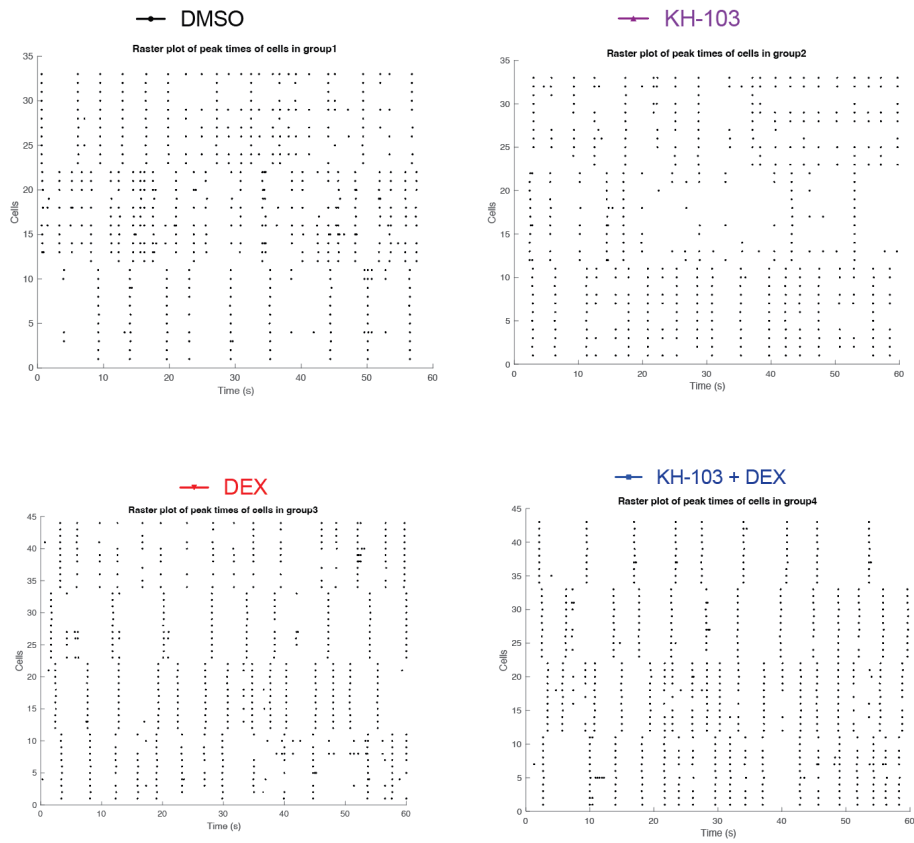 DMSO
Raster plot of peak times of cells in group1
35
30
25
20
15
10
5
0
Cells
0 10 20 30 40 50 60
Time (s)
KH-103
Raster plot of peak times of cells in group2
35
30
25
20
15
10
5
0
Cells
0 10 20 30 40 50 60
Time (s)
DEX
Raster plot of peak times of cells in group3
45
40
35
30
25
20
15
10
5
0
Cells
0 10 20 30 40 50 60
Time (s)
KH-103 + DEX
Raster plot of peak times of cells in group4
45
40
35
30
25
20
15
10
5
0
Cells
0 10 20 30 40 50 60
Time (s)